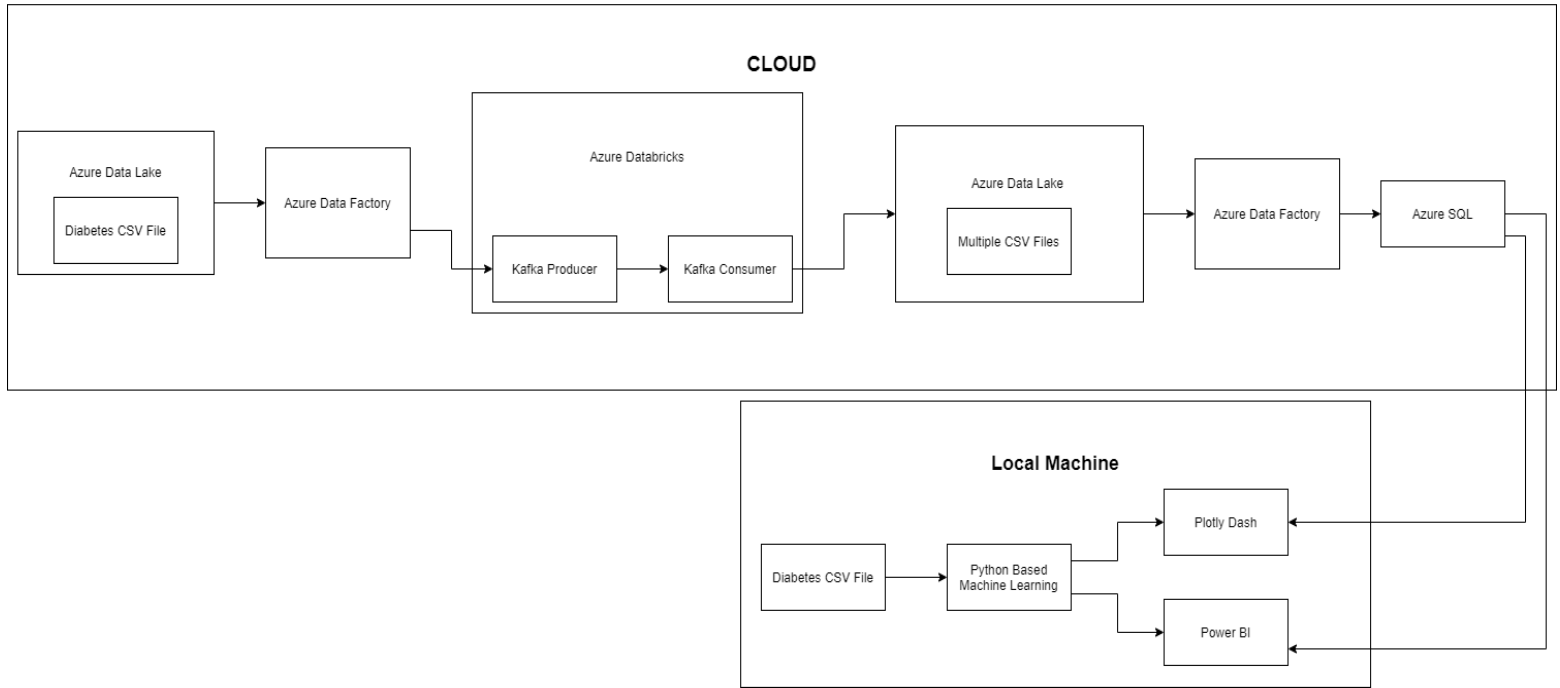 CLOUD
Azure Data Lake
Diabetes CSV File
Azure Data Factory
Azure Databricks
Kafka Producer
Kafka Consumer
Azure Data Lake
Multiple CSV Files
Azure Data Factory
Azure SQL
Local Machine
Diabetes CSV File
Python Based
Machine Learning
Plotly Dash
Power BI